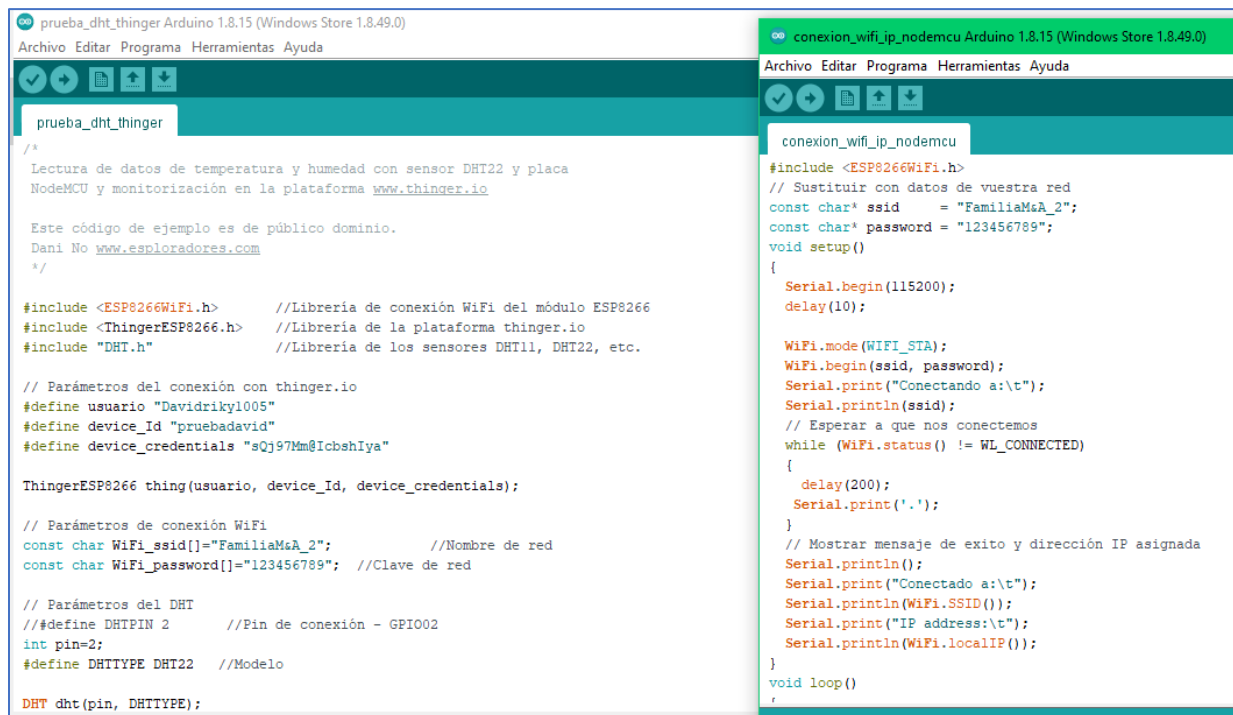 prueba_dht_thinger Arduino 1.8.15 (Windows Store 1.8.49.0)
Archivo Editar Programa Herramientas Ayuda
prueba_dht_thinger
/*
Lectura de datos de temperatura y humedad con sensor DHT22 y placa
NodeMCU y monitorización en la plataforma www.thinger.io
Este código de ejemplo es de público dominio.
Dani No www.esploradores.com
*/
#include <ESP8266WiFi.h> //Librería de conexión WiFi del módulo ESP8266
#include <ThingerESP8266.h> //Librería de la plataforma thinger.io
#include "DHT.h" //Librería de los sensores DHT11, DHT22, etc.
// Parámetros del conexión con thinger.io
#define usuario "Davidriky1005"
#define device_Id "pruebadavid"
#define device_credentials "sQj97Mm@IcbshIya"
ThingerESP8266 thing(usuario, device_Id, device_credentials);
// Parámetros de conexión WiFi
const char WiFi_ssid[]="FamiliaM&A_2"; //Nombre de red
const char WiFi_password[]="123456789"; //Clave de red
// Parámetros del DHT
//#define DHTPIN 2 //Pin de conexión - GPIO02
int pin=2;
#define DHTTYPE DHT22 //Modelo
DHT dht(pin, DHTTYPE);
conexion_wifi_ip_nodemcu Arduino 1.8.15 (Windows Store 1.8.49.0)
Archivo Editar Programa Herramientas Ayuda
conexion_wifi_ip_nodemcu
#include <ESP8266WiFi.h>
// Sustituir con datos de vuestra red
const char* ssid = "FamiliaM&A_2";
const char* password = "123456789";
void setup()
{
Serial.begin(115200);
delay(10);
WiFi.mode(WIFI_STA);
WiFi.begin(ssid, password);
Serial.print("Conectando a:\t");
Serial.println(ssid);
// Esperar a que nos conectemos
while (WiFi.status() != WL_CONNECTED)
{
delay(200);
Serial.print('.');
}
// Mostrar mensaje de exito y dirección IP asignada
Serial.println();
Serial.print("Conectado a:\t");
Serial.println(WiFi.SSID());
Serial.print("IP address:\t");
Serial.println(WiFi.localIP());
}
void loop()